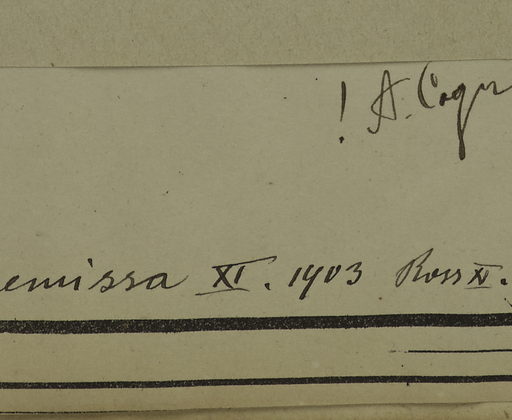 ! A. Cogn
emissa XI. 1903 Ross XI.